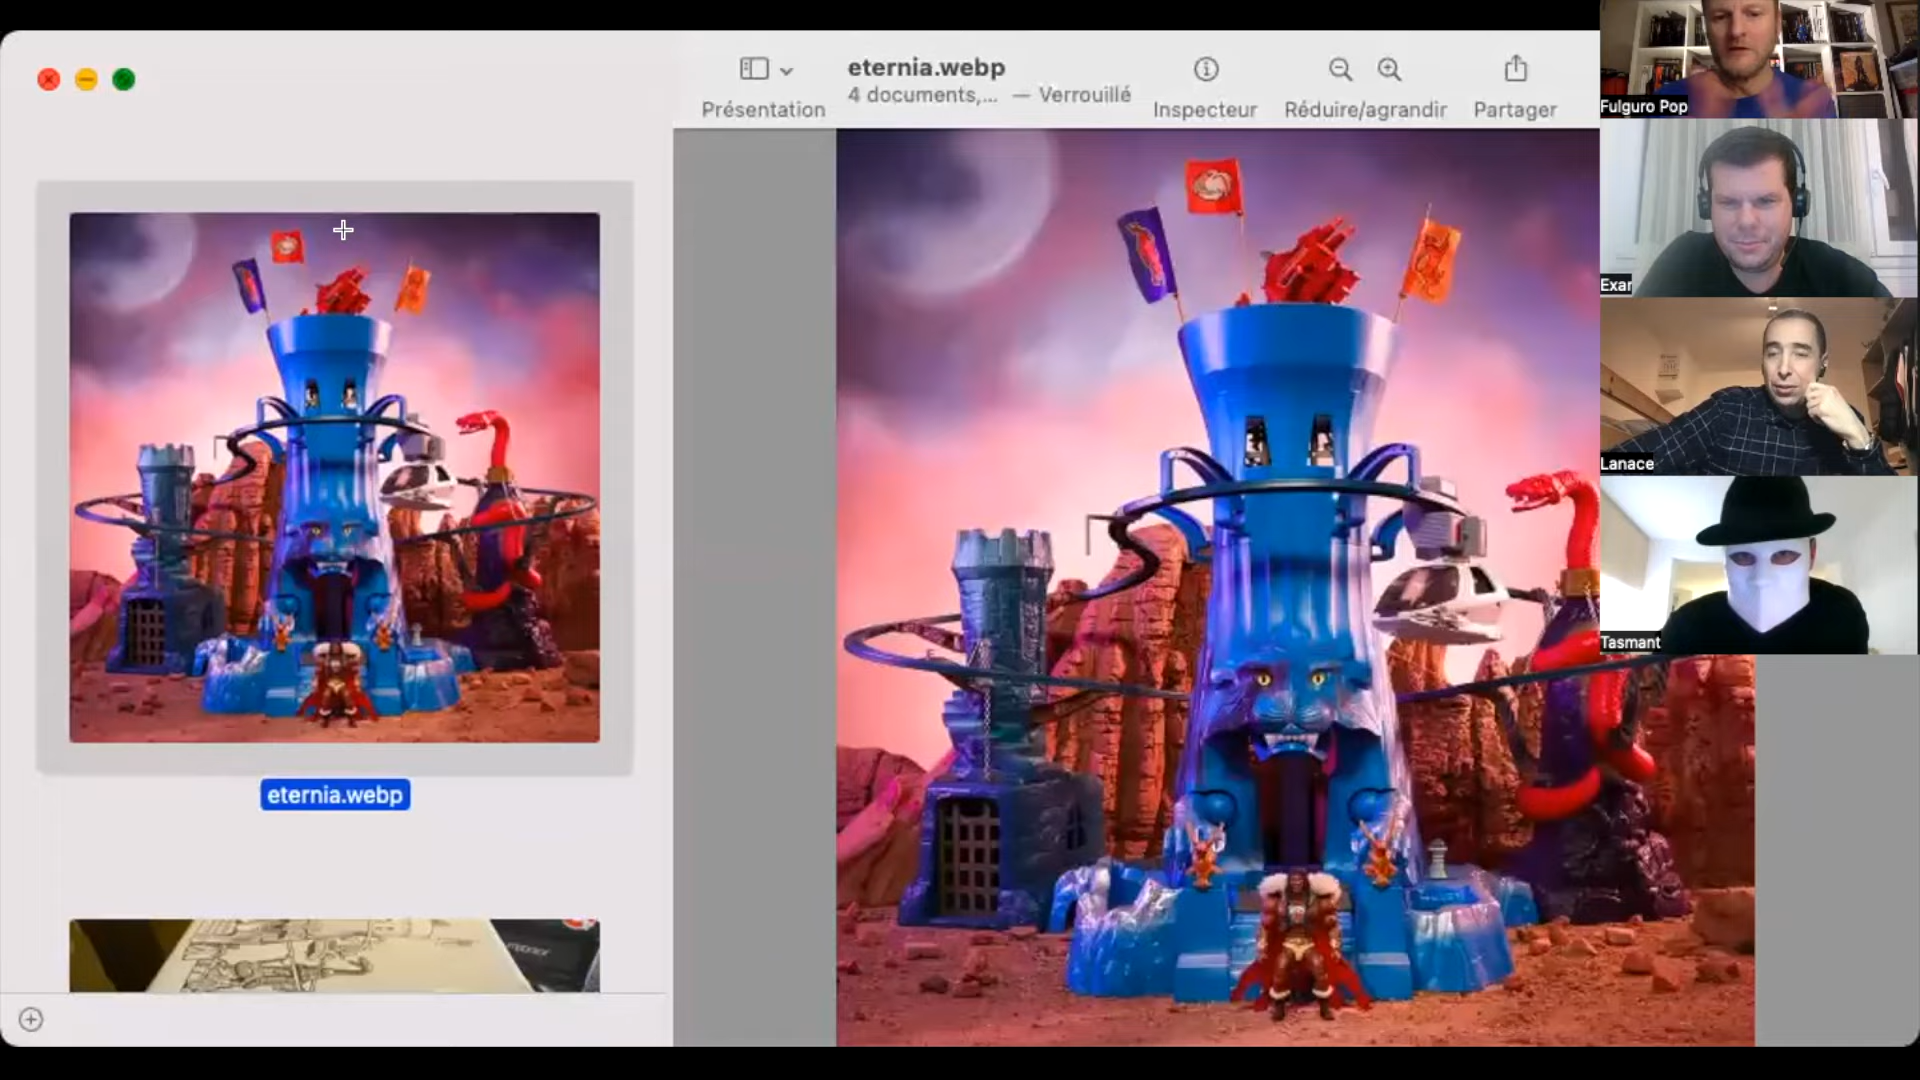 eternia.webp
4 documents,... — Verrouillé
Présentation
Inspecteur
Réduire/agrandir
Partager
eternia.webp
Fulguro Pop
Exar
Lanace
Tasmant